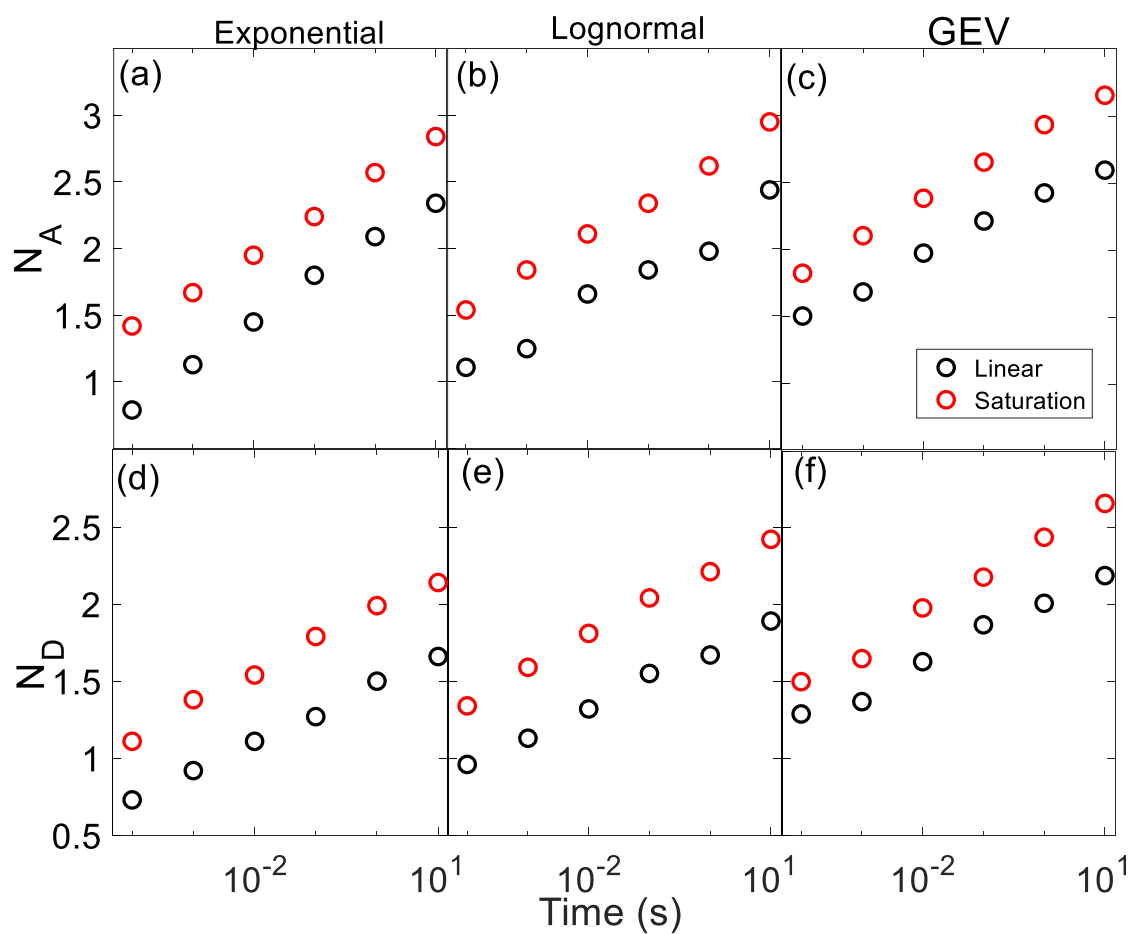 Exponential Lognormal GEV
(a) (b) (c)
3
2.5
2
1.5
1
N_A
Linear
Saturation
(d) (e) (f)
2.5
2
1.5
1
0.5
N_D
10^-2 10^1 10^-2 10^1 10^-2 10^1
Time (s)